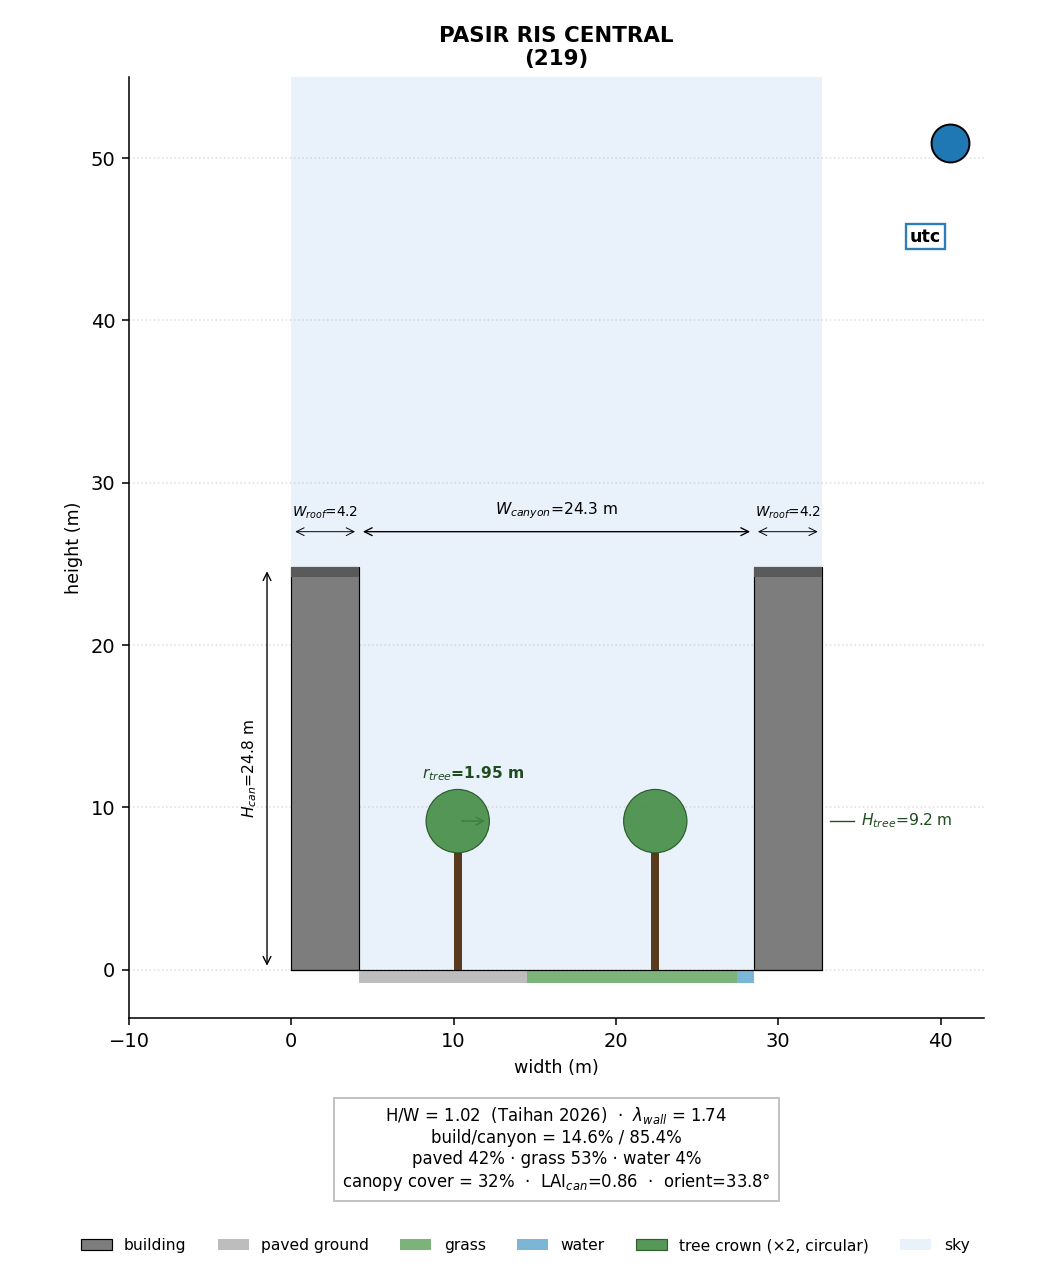 PASIR RIS CENTRAL
(219)
50
utc
40
height (m)
30
W_roof=4.2
W_canyon=24.3 m
W_roof=4.2
20
H_can=24.8 m
r_tree=1.95 m
10
H_tree=9.2 m
0
−10 0 10 20 30 40
width (m)
H/W = 1.02 (Taihan 2026) · λ_wall = 1.74
build/canyon = 14.6% / 85.4%
paved 42% · grass 53% · water 4%
canopy cover = 32% · LAI_can=0.86 · orient=33.8°
building paved ground grass water tree crown (×2, circular) sky